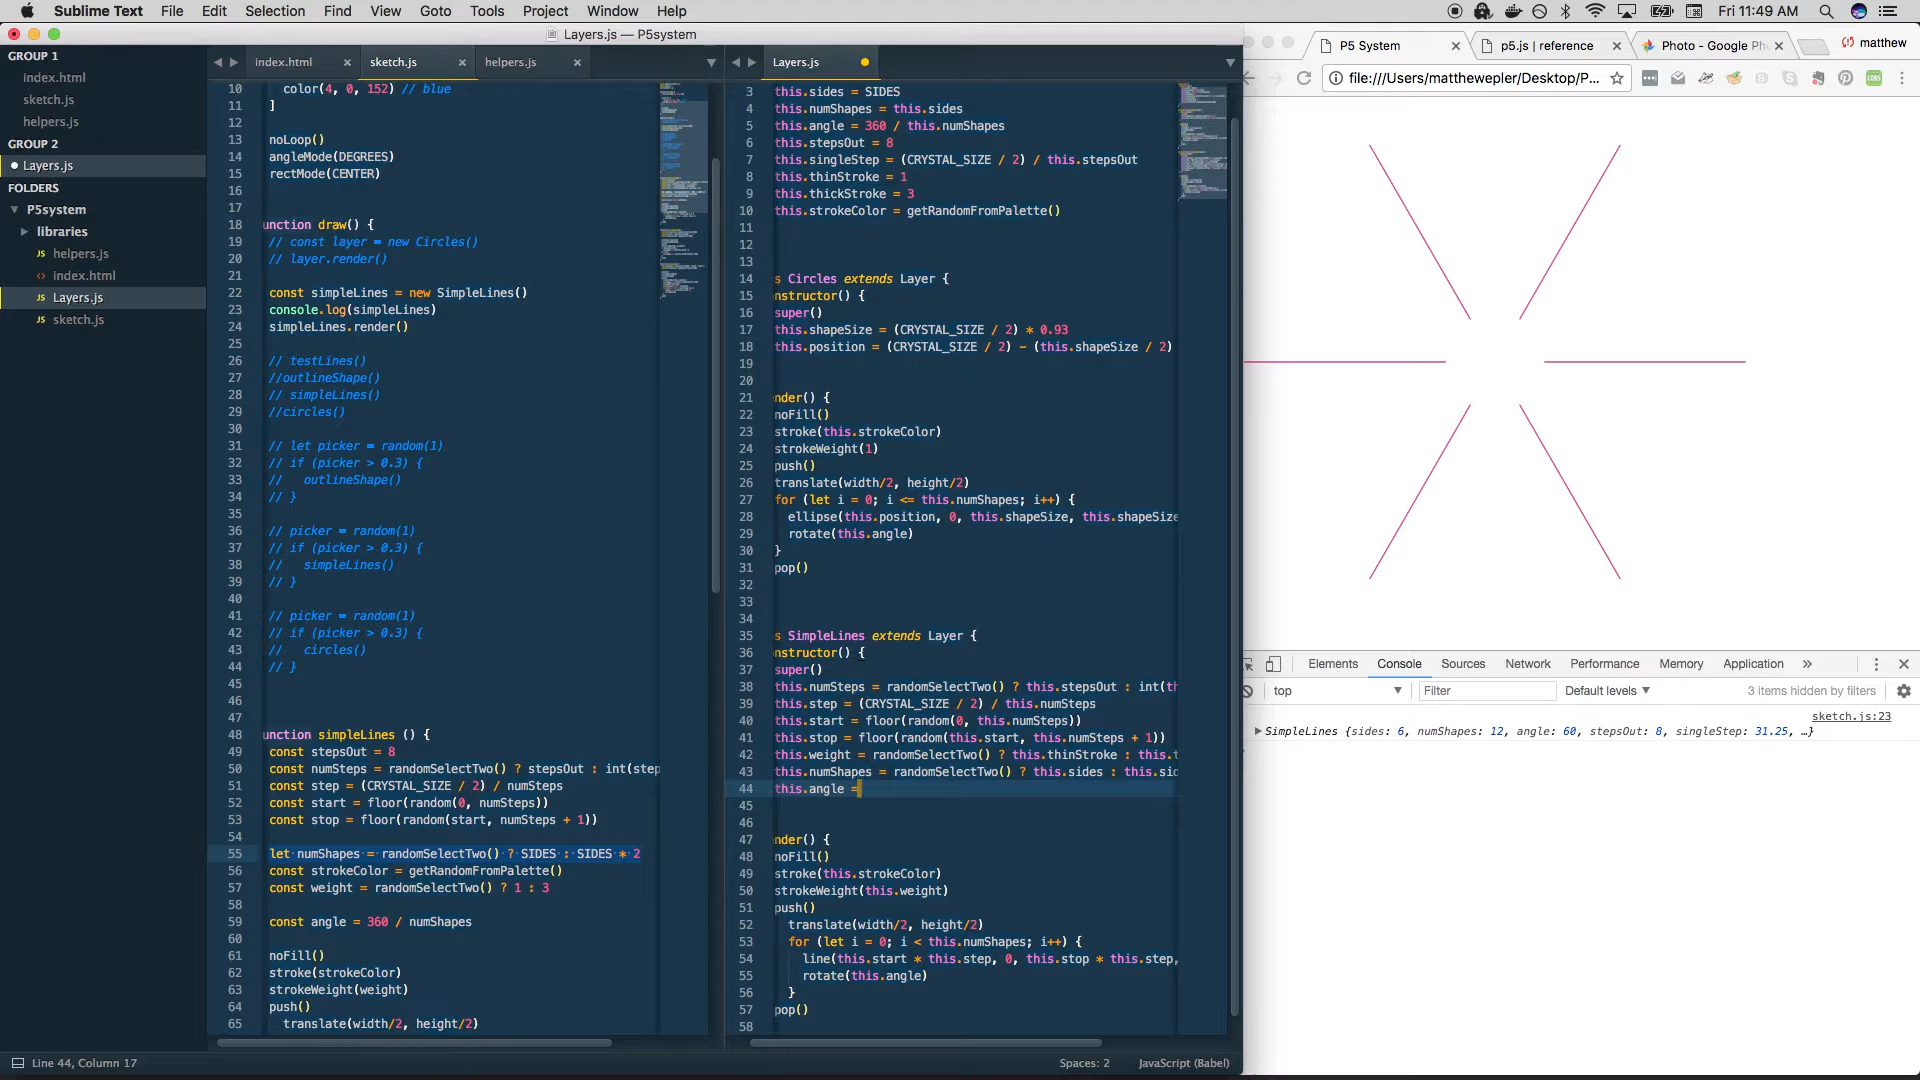 Sublime Text File Edit Selection Find View Goto Tools Project Window Help Fri 11:49 AM
Layers.js — P5system
GROUP 1
index.html
sketch.js
helpers.js
GROUP 2
Layers.js
FOLDERS
P5system
libraries
JS helpers.js
<> index.html
JS Layers.js
JS sketch.js
index.html × sketch.js × helpers.js ×
10 color(4, 0, 152) // blue
11 ]
12
13 noLoop()
14 angleMode(DEGREES)
15 rectMode(CENTER)
16
17
18 unction draw() {
19 // const layer = new Circles()
20 // layer.render()
21
22 const simpleLines = new SimpleLines()
23 console.log(simpleLines)
24 simpleLines.render()
25
26 // testLines()
27 //outlineShape()
28 // simpleLines()
29 //circles()
30
31 // let picker = random(1)
32 // if (picker > 0.3) {
33 //   outlineShape()
34 // }
35
36 // picker = random(1)
37 // if (picker > 0.3) {
38 //   simpleLines()
39 // }
40
41 // picker = random(1)
42 // if (picker > 0.3) {
43 //   circles()
44 // }
45
46
47
48 unction simpleLines () {
49 const stepsOut = 8
50 const numSteps = randomSelectTwo() ? stepsOut : int(step
51 const step = (CRYSTAL_SIZE / 2) / numSteps
52 const start = floor(random(0, numSteps))
53 const stop = floor(random(start, numSteps + 1))
54
55 let numShapes = randomSelectTwo() ? SIDES : SIDES * 2
56 const strokeColor = getRandomFromPalette()
57 const weight = randomSelectTwo() ? 1 : 3
58
59 const angle = 360 / numShapes
60
61 noFill()
62 stroke(strokeColor)
63 strokeWeight(weight)
64 push()
65 translate(width/2, height/2)
Layers.js
3 this.sides = SIDES
4 this.numShapes = this.sides
5 this.angle = 360 / this.numShapes
6 this.stepsOut = 8
7 this.singleStep = (CRYSTAL_SIZE / 2) / this.stepsOut
8 this.thinStroke = 1
9 this.thickStroke = 3
10 this.strokeColor = getRandomFromPalette()
11
12
13
14 s Circles extends Layer {
15 onstructor() {
16 super()
17 this.shapeSize = (CRYSTAL_SIZE / 2) * 0.93
18 this.position = (CRYSTAL_SIZE / 2) - (this.shapeSize / 2)
19
20
21 ender() {
22 noFill()
23 stroke(this.strokeColor)
24 strokeWeight(1)
25 push()
26 translate(width/2, height/2)
27 for (let i = 0; i <= this.numShapes; i++) {
28 ellipse(this.position, 0, this.shapeSize, this.shapeSize
29 rotate(this.angle)
30 }
31 pop()
32
33
34
35 s SimpleLines extends Layer {
36 onstructor() {
37 super()
38 this.numSteps = randomSelectTwo() ? this.stepsOut : int(th
39 this.step = (CRYSTAL_SIZE / 2) / this.numSteps
40 this.start = floor(random(0, this.numSteps))
41 this.stop = floor(random(this.start, this.numSteps + 1))
42 this.weight = randomSelectTwo() ? this.thinStroke : this.t
43 this.numShapes = randomSelectTwo() ? this.sides : this.sid
44 this.angle =
45
46
47 ender() {
48 noFill()
49 stroke(this.strokeColor)
50 strokeWeight(this.weight)
51 push()
52 translate(width/2, height/2)
53 for (let i = 0; i < this.numShapes; i++) {
54 line(this.start * this.step, 0, this.stop * this.step,
55 rotate(this.angle)
56 }
57 pop()
58
Line 44, Column 17 Spaces: 2 JavaScript (Babel)
P5 System × p5.js | reference × Photo - Google Ph × matthew
file:///Users/matthewepler/Desktop/P...
Elements Console Sources Network Performance Memory Application » ×
top Filter Default levels 3 items hidden by filters
sketch.js:23
SimpleLines {sides: 6, numShapes: 12, angle: 60, stepsOut: 8, singleStep: 31.25, …}